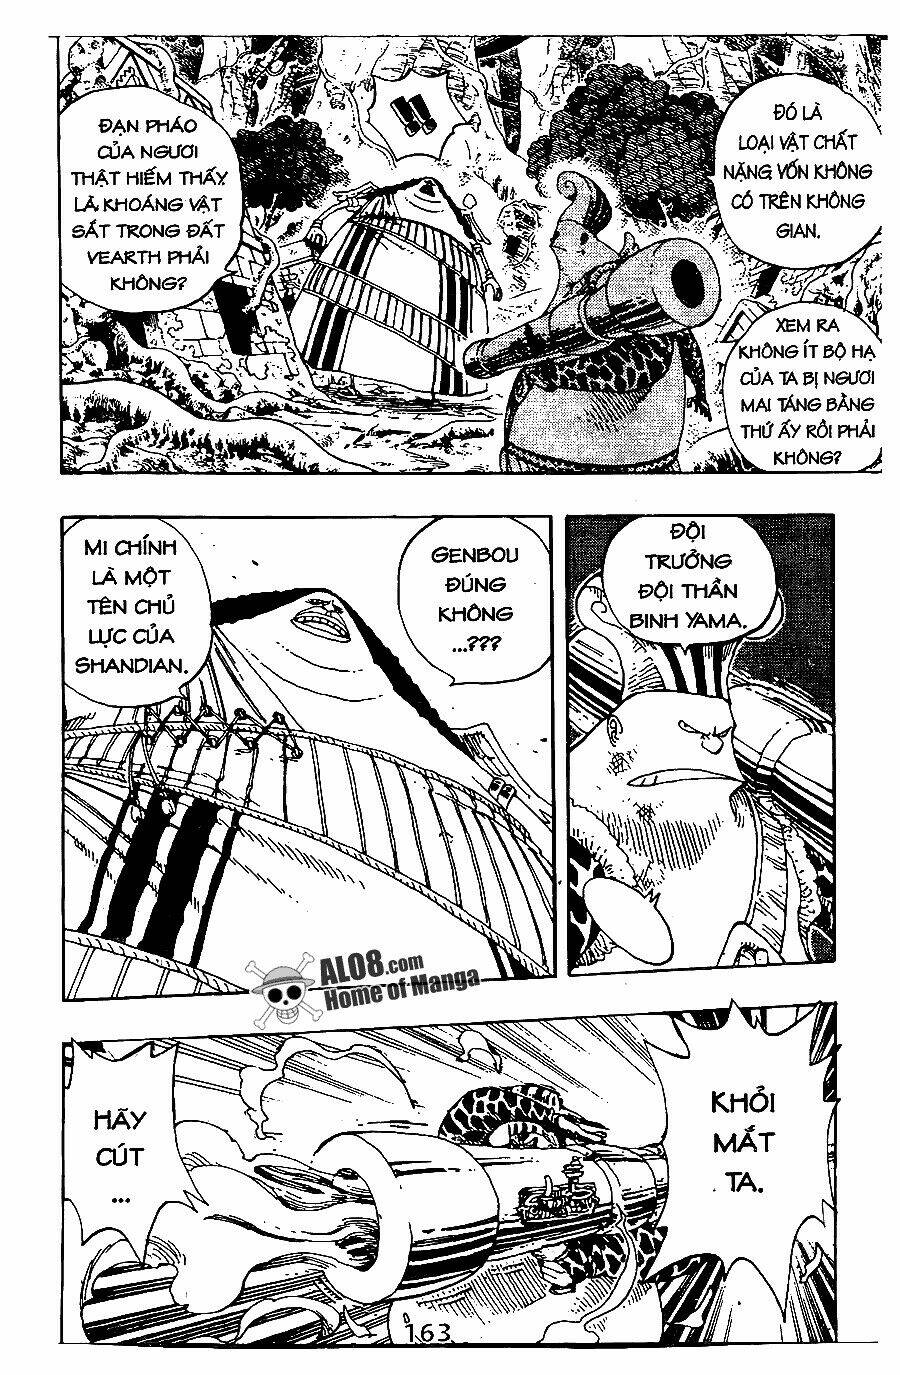 ĐẠN PHÁO
CỦA NGƯƠI
THẬT HIẾM THẤY.
LÀ KHOÁNG VẬT
SẮT TRONG ĐẤT
VEARTH PHẢI
KHÔNG?
!!
ĐÓ LÀ
LOẠI VẬT CHẤT
NẶNG VỐN KHÔNG
CÓ TRÊN KHÔNG
GIAN.
XEM RA
KHÔNG ÍT BỘ HẠ
CỦA TA BỊ NGƯƠI
MAI TÁNG BẰNG
THỨ ẤY RỒI PHẢI
KHÔNG?
MI CHÍNH
LÀ MỘT
TÊN CHỦ
LỰC CỦA
SHANDIAN.
GENBOU
ĐÚNG
KHÔNG
...???
ĐỘI
TRƯỞNG
ĐỘI THẦN
BINH YAMA.
AL08.com
Home of Manga
HÃY
CÚT
...
KHỎI
MẮT
TA.
163